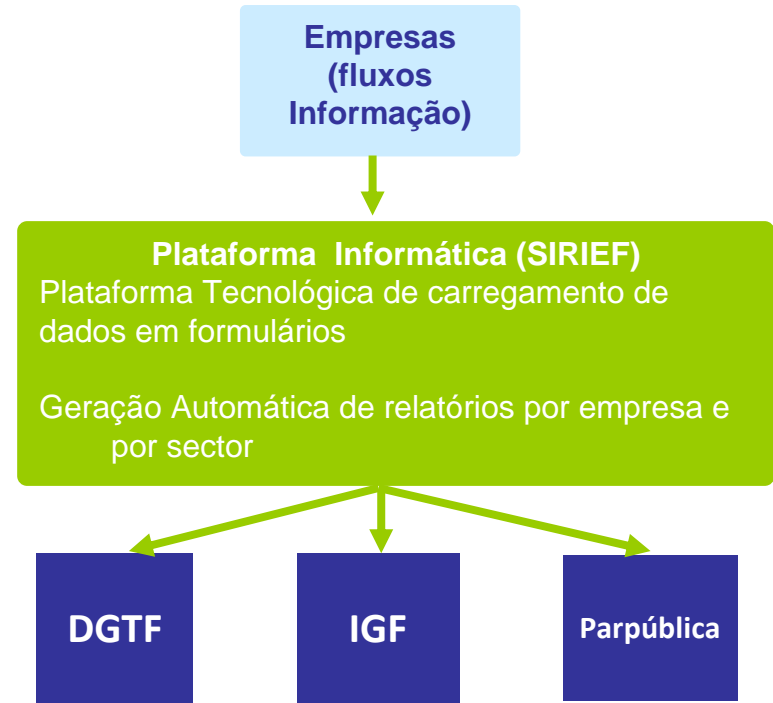 Empresas
(fluxos
Informação)
Plataforma Informática (SIRIEF)
Plataforma Tecnológica de carregamento de
dados em formulários
Geração Automática de relatórios por empresa e
por sector
DGTF
IGF
Parpública